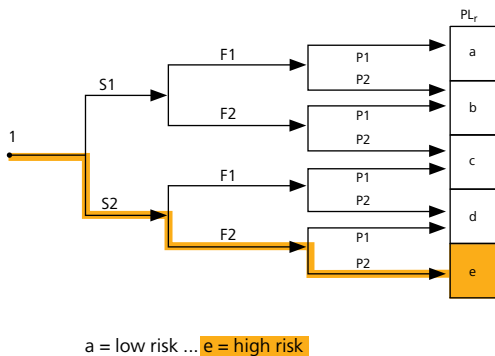 PLr
P1
a
F1
P2
S1
P1
b
F2
P2
1
c
P1
F1
P2
S2
d
P1
F2
P2
e
a = low risk ... e = high risk